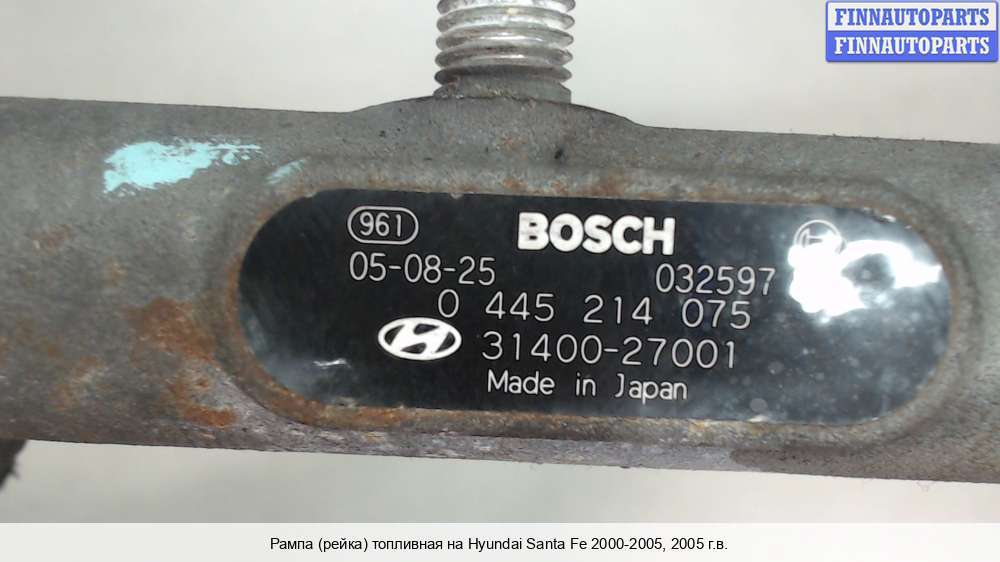 FINNAUTOPARTS
FINNAUTOPARTS
961 BOSCH
05-08-25 032597
0 445 214 075
31400-27001
Made in Japan
Рампа (рейка) топливная на Hyundai Santa Fe 2000-2005, 2005 г.в.